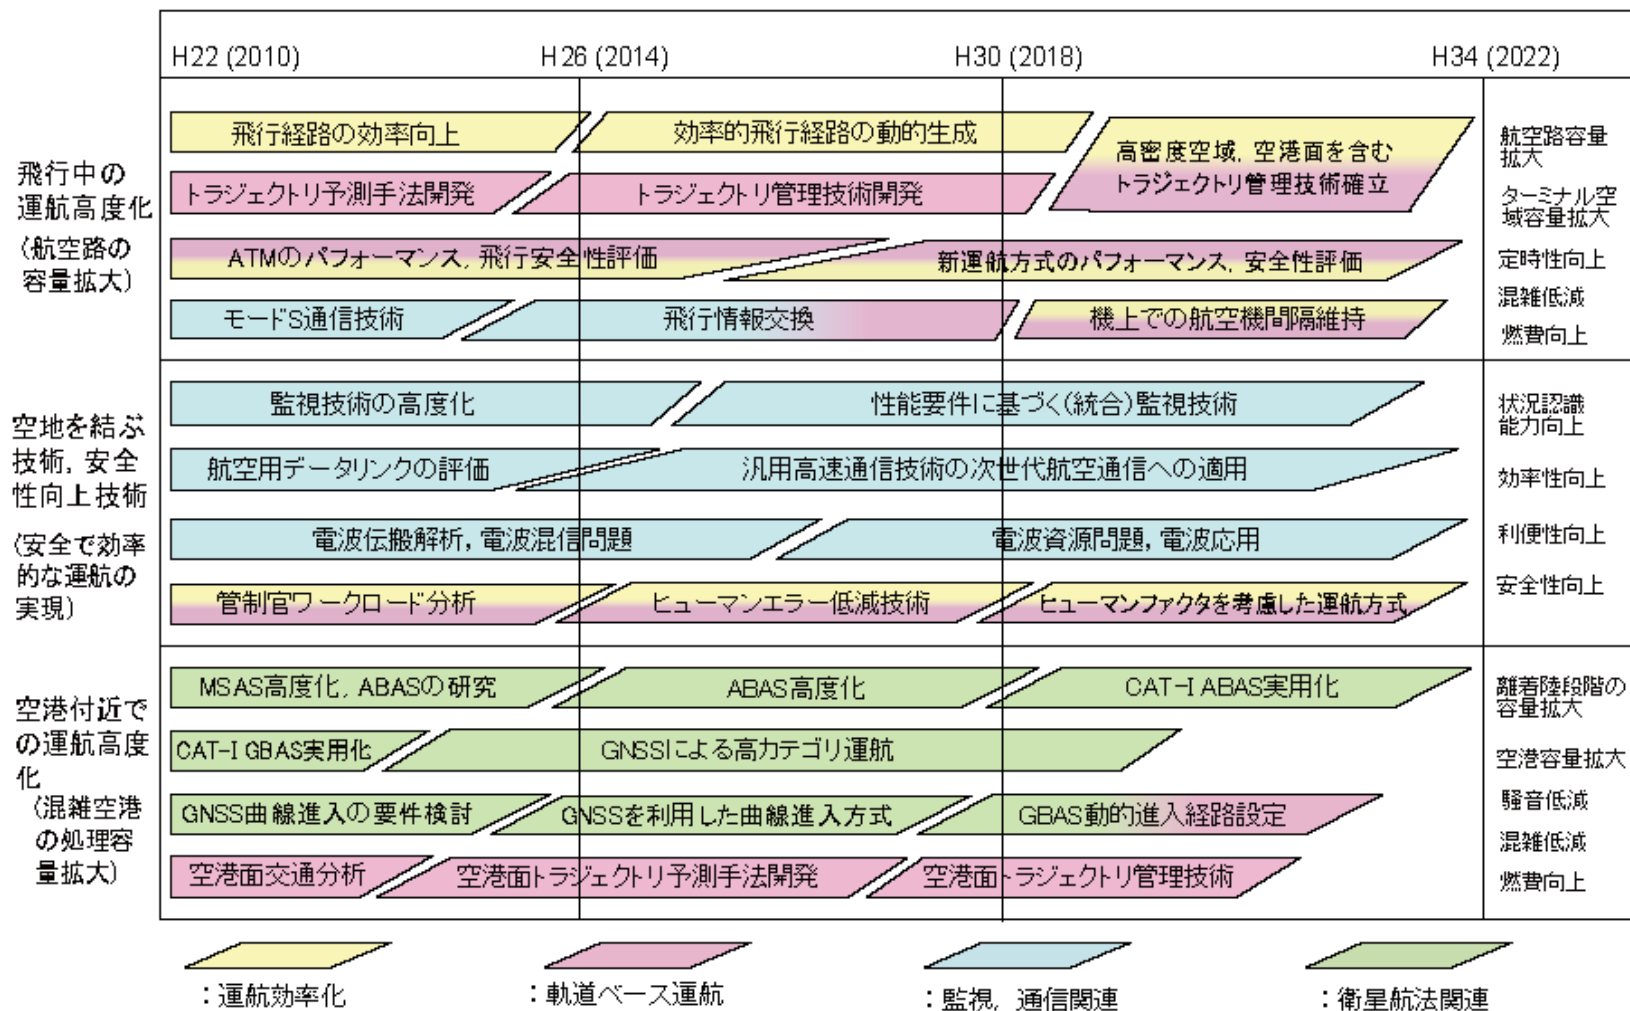 H22 (2010)
H26 (2014)
H30 (2018)
H34 (2022)
飛行中の
運航高度化
（航空路の
容量拡大）
飛行経路の効率向上
効率的飛行経路の動的生成
高密度空域, 空港面を含む
トラジェクトリ管理技術確立
トラジェクトリ予測手法開発
トラジェクトリ管理技術開発
ATMのパフォーマンス, 飛行安全性評価
新運航方式のパフォーマンス, 安全性評価
モードS通信技術
飛行情報交換
機上での航空機間隔維持
航空路容量
拡大
ターミナル空
域容量拡大
定時性向上
混雑低減
燃費向上
空地を結ぶ
技術, 安全
性向上技術
（安全で効率
的な運航の
実現）
監視技術の高度化
性能要件に基づく(統合)監視技術
航空用データリンクの評価
汎用高速通信技術の次世代航空通信への適用
電波伝搬解析, 電波混信問題
電波資源問題, 電波応用
管制官ワークロード分析
ヒューマンエラー低減技術
ヒューマンファクタを考慮した運航方式
状況認識
能力向上
効率性向上
利便性向上
安全性向上
空港付近で
の運航高度
化
（混雑空港
の処理容
量拡大）
MSAS高度化, ABASの研究
ABAS高度化
CAT-I ABAS実用化
CAT-I GBAS実用化
GNSSによる高カテゴリ運航
GNSS曲線進入の要件検討
GNSSを利用した曲線進入方式
GBAS動的進入経路設定
空港面交通分析
空港面トラジェクトリ予測手法開発
空港面トラジェクトリ管理技術
離着陸段階の
容量拡大
空港容量拡大
騒音低減
混雑低減
燃費向上
：運航効率化
：軌道ベース運航
：監視, 通信関連
：衛星航法関連